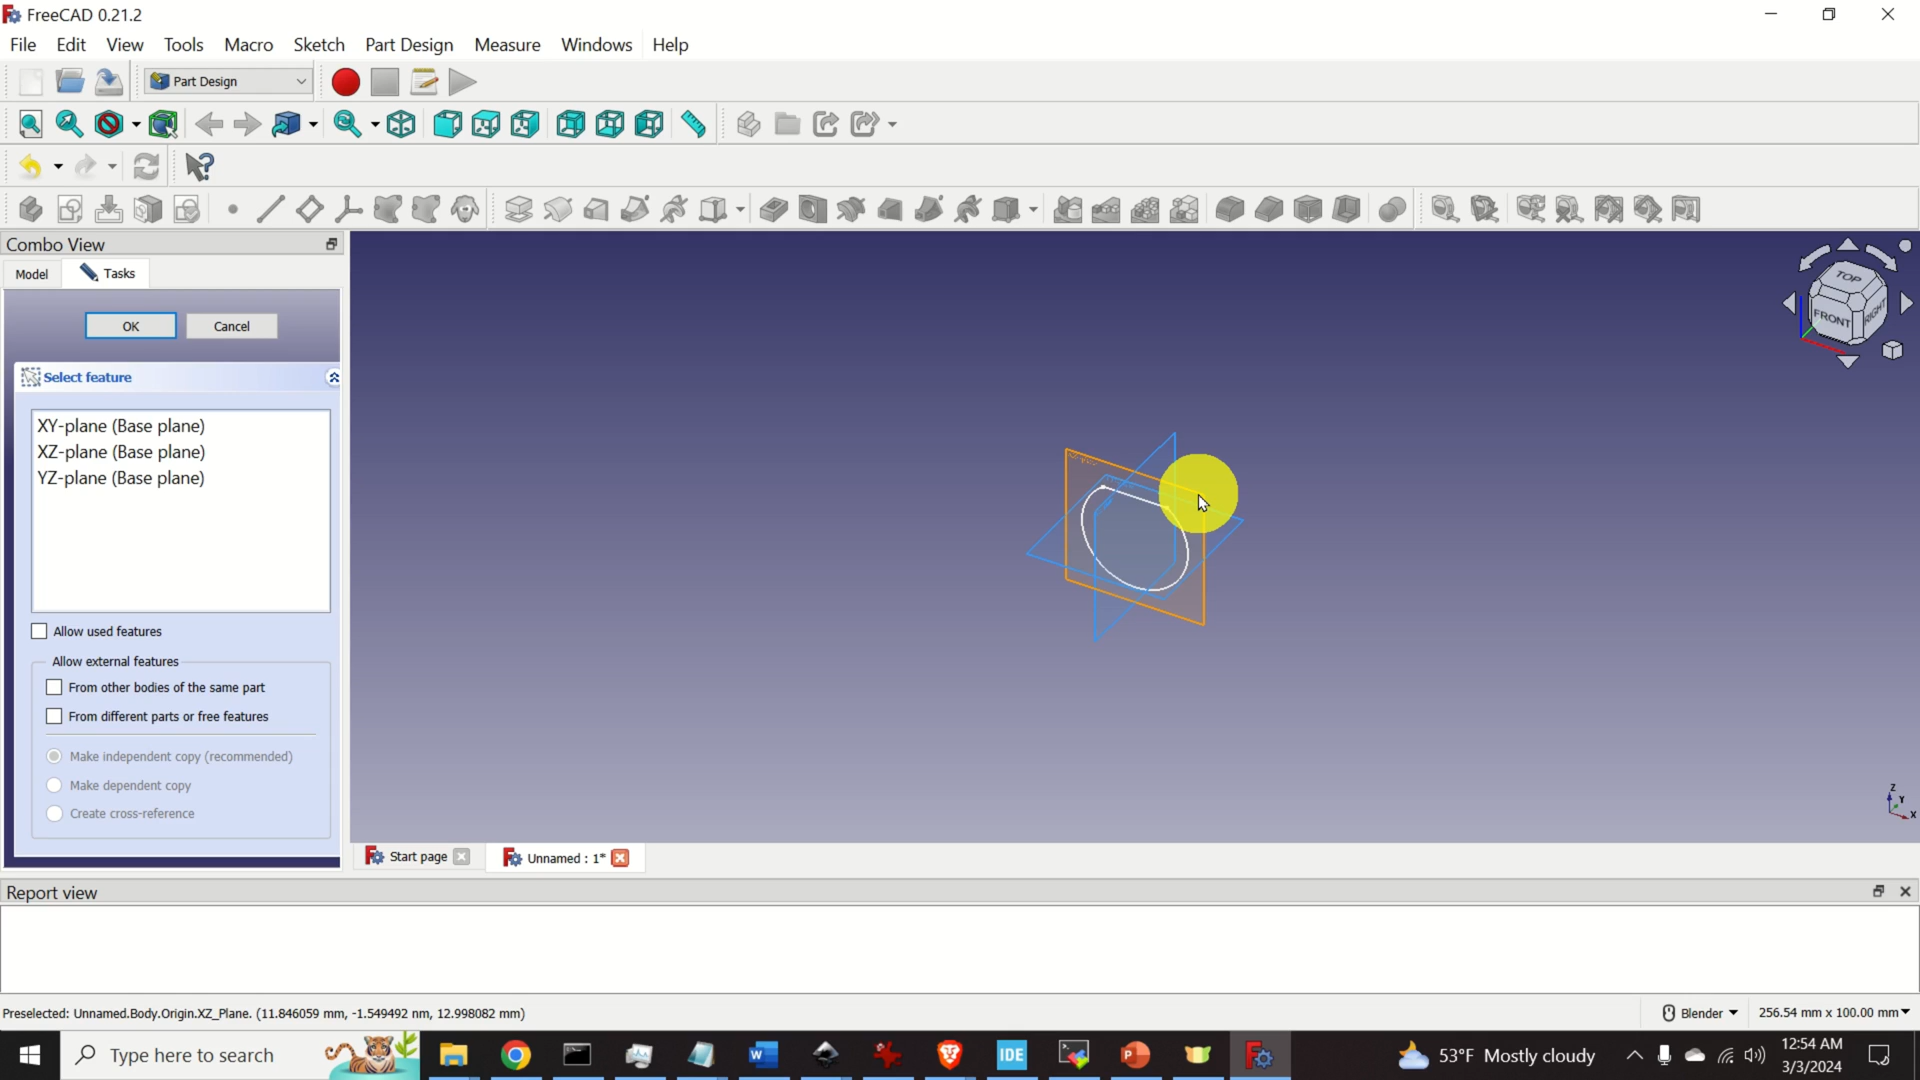 FreeCAD 0.21.2
File Edit View Tools Macro Sketch Part Design Measure Windows Help
Part Design
Combo View
Model Tasks
OK Cancel
Select feature
XY-plane (Base plane)
XZ-plane (Base plane)
YZ-plane (Base plane)
Allow used features
Allow external features
From other bodies of the same part
From different parts or free features
Make independent copy (recommended)
Make dependent copy
Create cross-reference
TOP
FRONT RIGHT
Z
Y
X
Start page Unnamed : 1*
Report view
Preselected: Unnamed.Body.Origin.XZ_Plane. (11.846059 mm, -1.549492 nm, 12.998082 mm)
Blender 256.54 mm x 100.00 mm
Type here to search
IDE
53°F Mostly cloudy
12:54 AM
3/3/2024